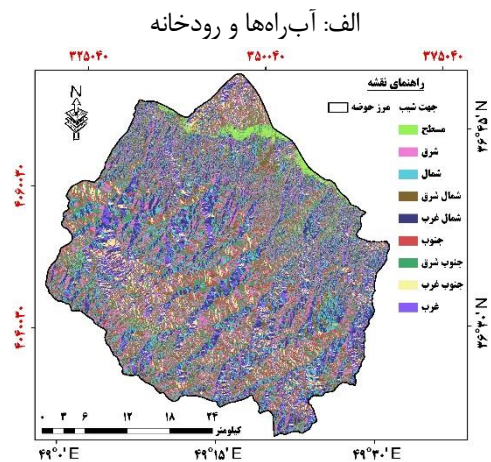 الف: آب‌راه‌ها و رودخانه
۳۲۵۰۴۰ ۳۵۰۰۴۰ ۳۷۵۰۴۰
راهنمای نقشه
جهت شیب مرز حوضه
مسطح
شرق
شمال
شمال شرق
شمال غرب
جنوب
جنوب شرق
جنوب غرب
غرب
N
۳۶°۴۵' N
۳۶°۳۰' N
۴۰۶۰۰۳۰
۴۰۴۰۰۳۰
۰ ۳ ۶ ۱۲ ۱۸ ۲۴
کیلومتر
۴۹°۰' E ۴۹°۱۵' E ۴۹°۳۰' E